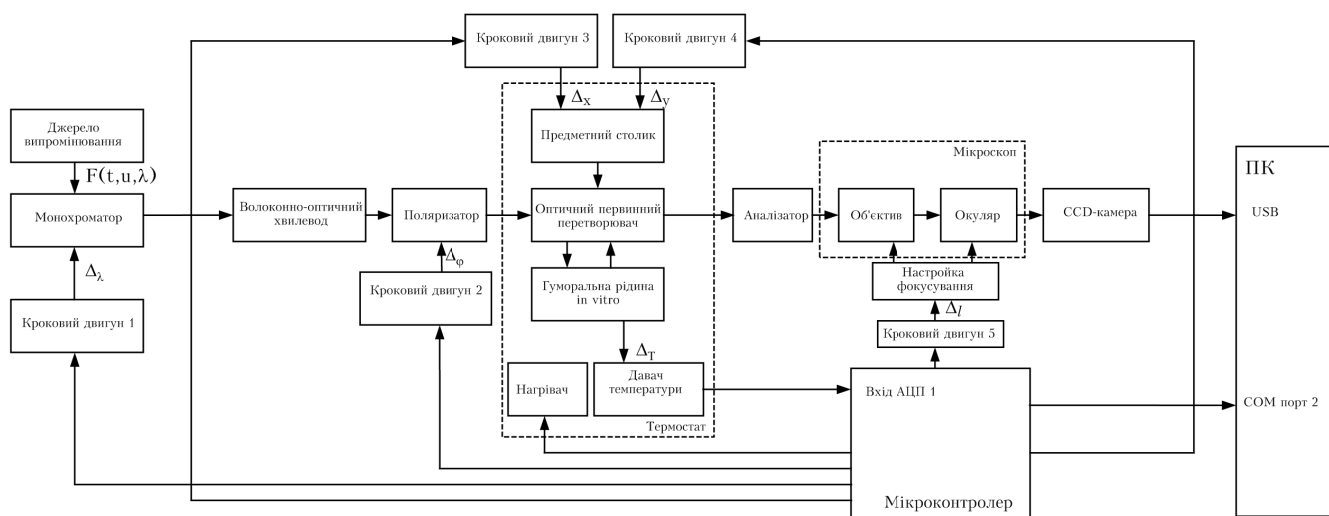 Кроковий двигун 3
Кроковий двигун 4
Δx
Δy
Джерело
випромінювання
F(t,u,λ)
Предметний столик
Мікроскоп
ПК
Монохроматор
Волоконно-оптичний
хвилевод
Поляризатор
Оптичний первинний
перетворювач
Аналізатор
Об'єктив
Окуляр
CCD-камера
USB
Δλ
Δφ
Кроковий двигун 1
Кроковий двигун 2
Гуморальна рідина
in vitro
Настройка
фокусування
Δl
Кроковий двигун 5
ΔT
Нагрівач
Давач
температури
Термостат
Вхід АЦП 1
COM порт 2
Мікроконтролер